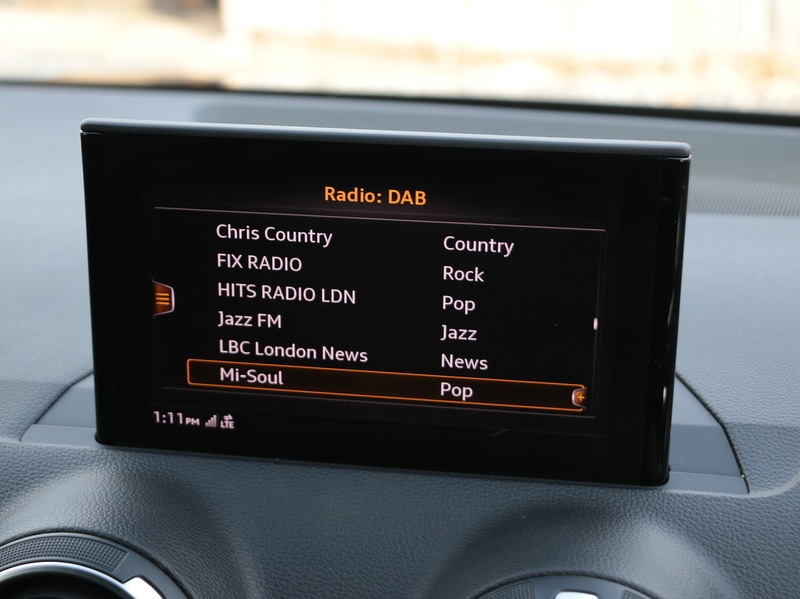 Radio: DAB
Chris Country Country
FIX RADIO Rock
HITS RADIO LDN Pop
Jazz FM Jazz
LBC London News News
Mi-Soul Pop
1:11PM LTE